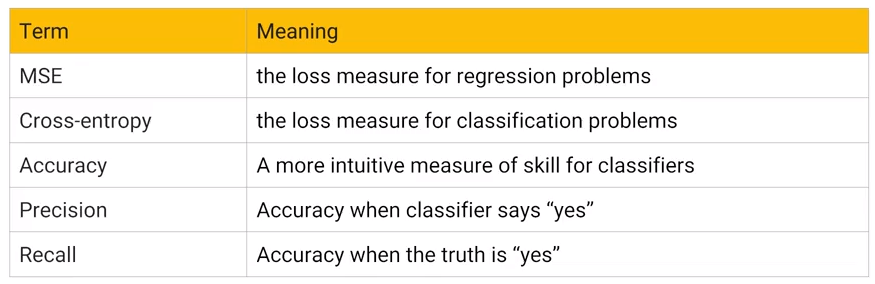 Term Meaning
MSE the loss measure for regression problems
Cross-entropy the loss measure for classification problems
Accuracy A more intuitive measure of skill for classifiers
Precision Accuracy when classifier says “yes”
Recall Accuracy when the truth is “yes”